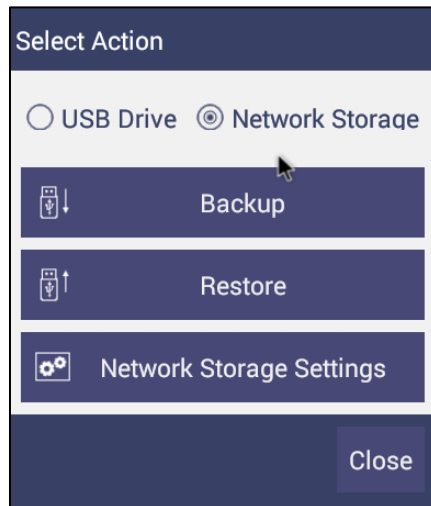 Select Action
USB Drive Network Storage
Backup
Restore
Network Storage Settings
Close